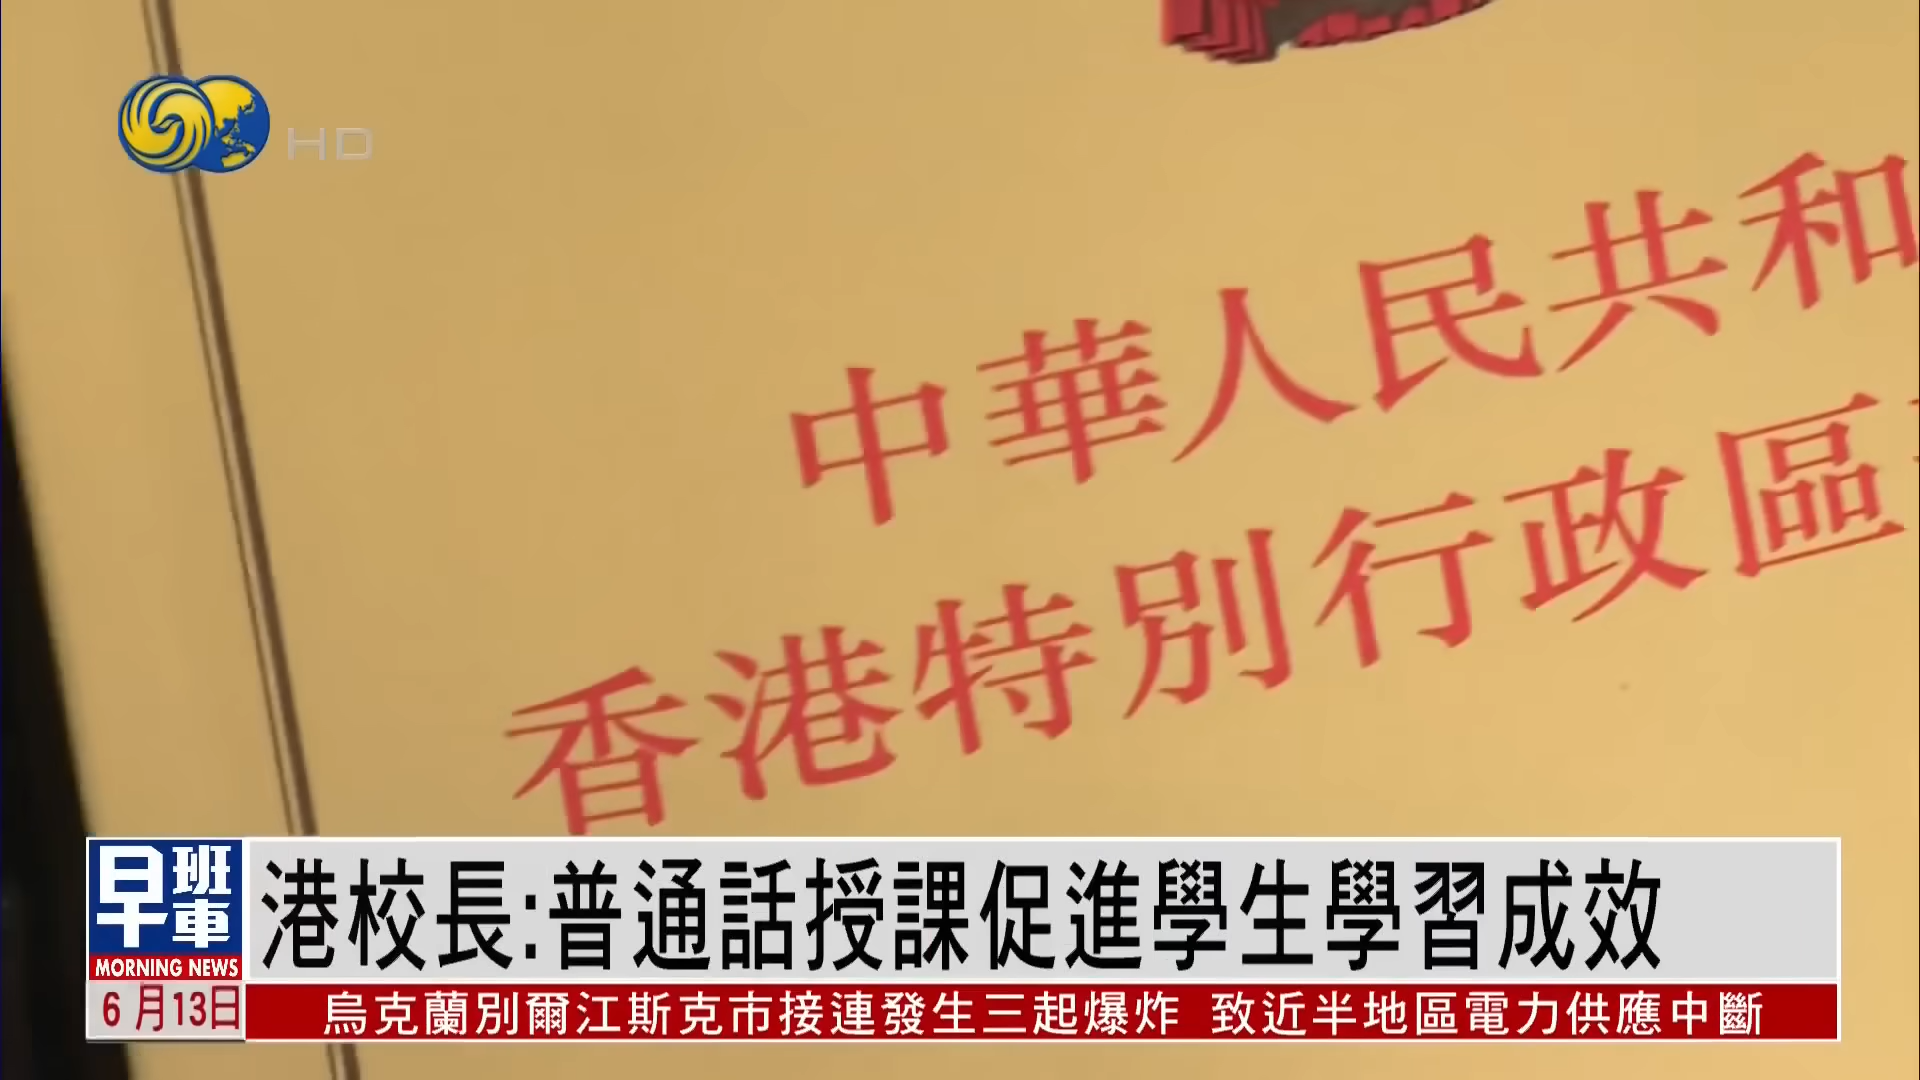 HD
中華人民共和
香港特別行政區
早班車
港校長:普通話授課促進學生學習成效
MORNING NEWS
6月13日
烏克蘭別爾江斯克市接連發生三起爆炸 致近半地區電力供應中斷